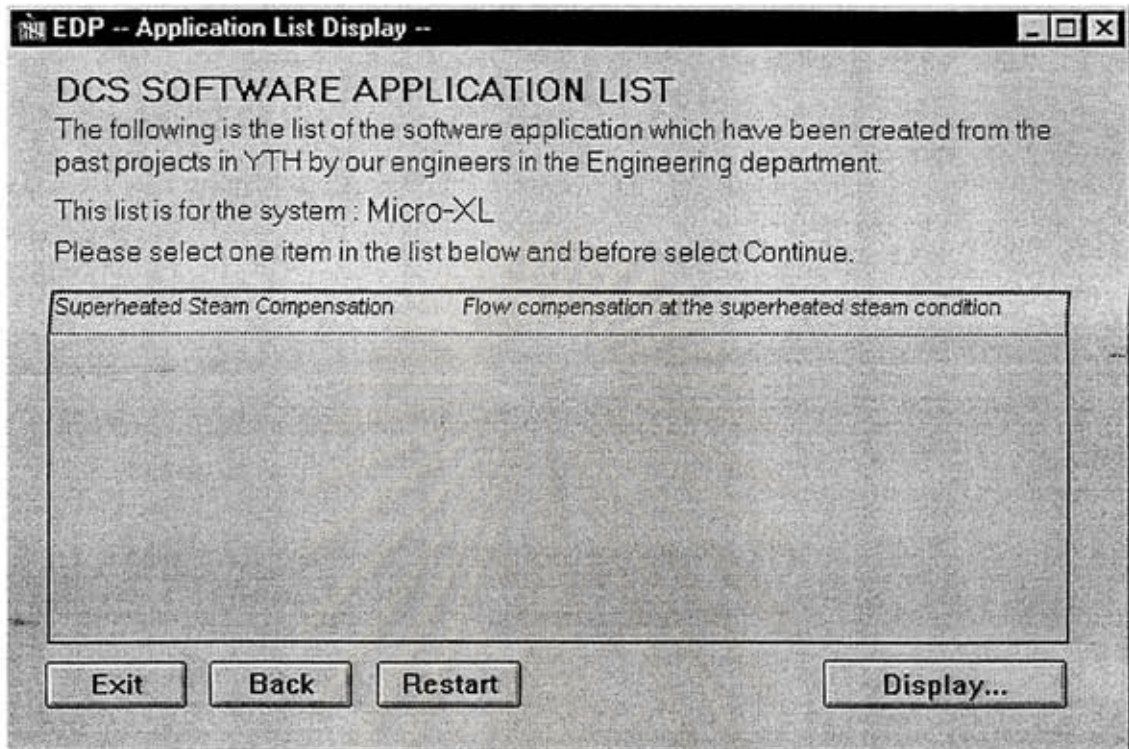 EDP -- Application List Display --
DCS SOFTWARE APPLICATION LIST
The following is the list of the software application which have been created from the
past projects in YTH by our engineers in the Engineering department.
This list is for the system : Micro-XL
Please select one item in the list below and before select Continue.
Superheated Steam Compensation Flow compensation at the superheated steam condition
Exit Back Restart Display...